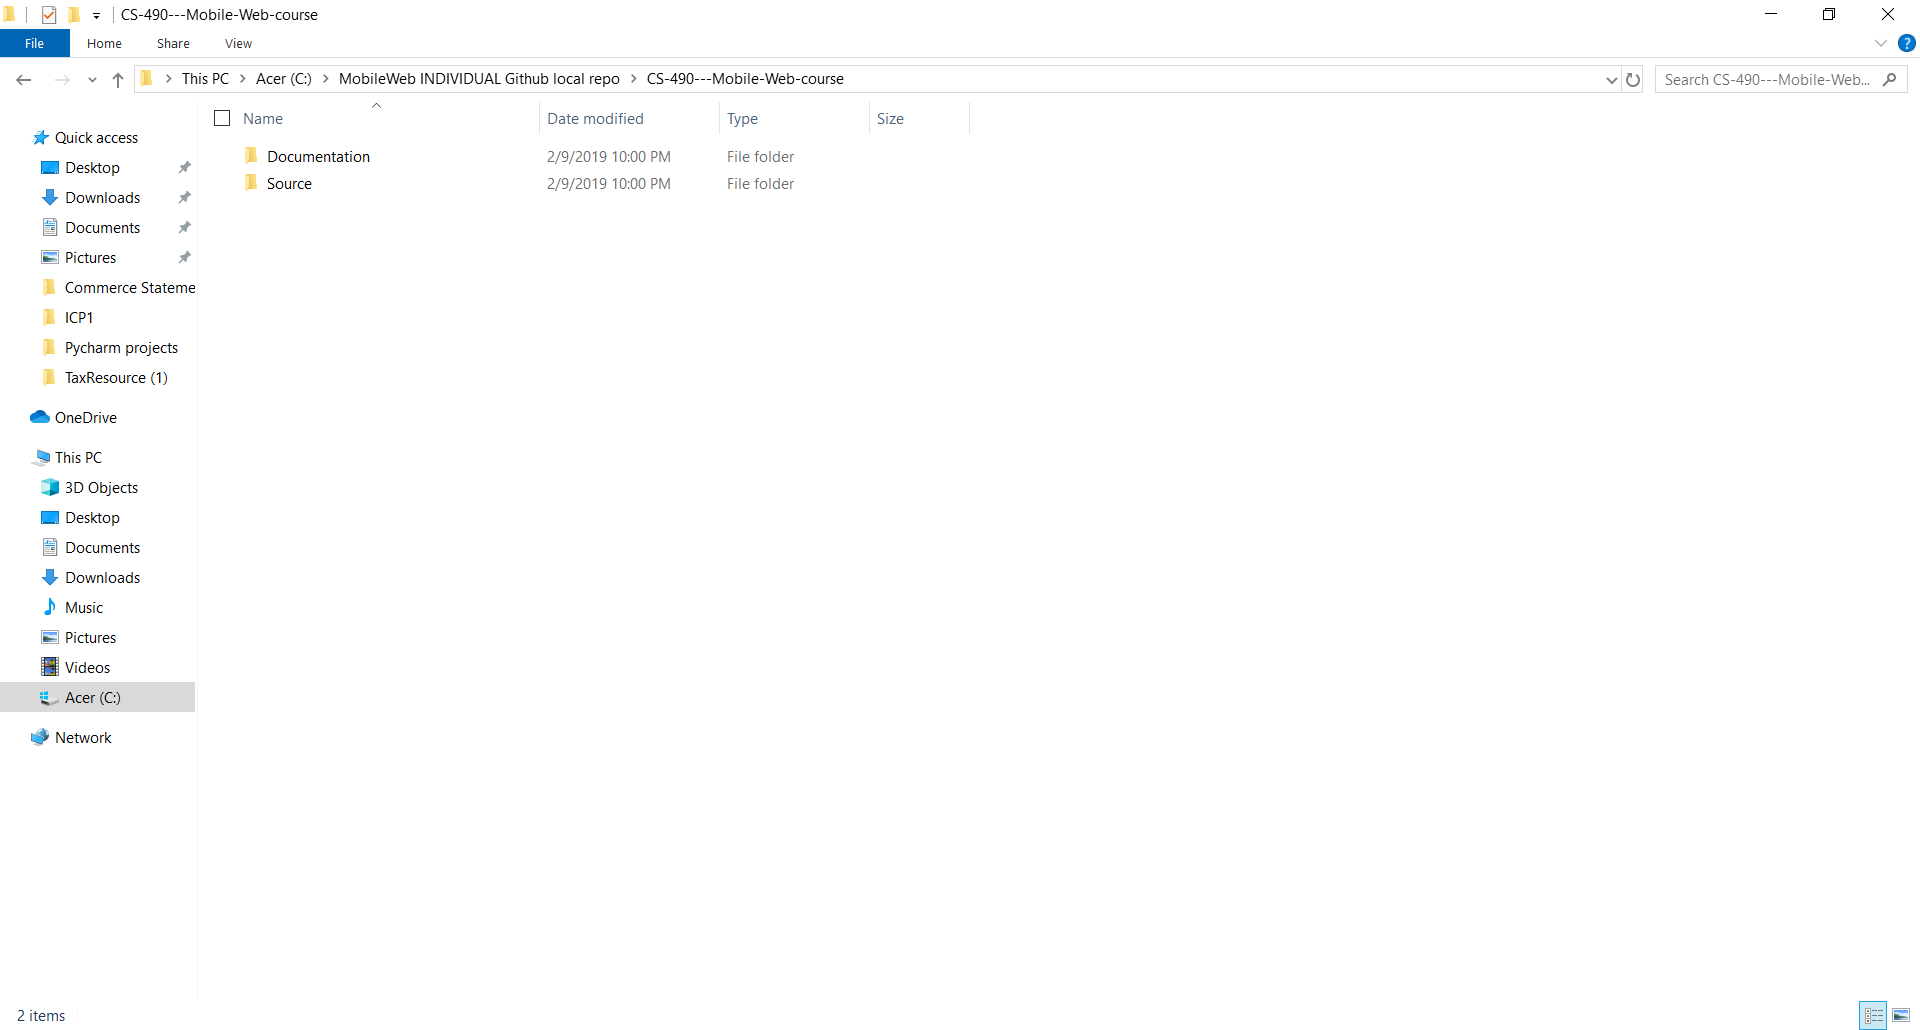 CS-490---Mobile-Web-course
File Home Share View
This PC Acer (C:) MobileWeb INDIVIDUAL Github local repo CS-490---Mobile-Web-course
Search CS-490---Mobile-Web...
Name Date modified Type Size
Documentation 2/9/2019 10:00 PM File folder
Source 2/9/2019 10:00 PM File folder
Quick access
Desktop
Downloads
Documents
Pictures
Commerce Stateme
ICP1
Pycharm projects
TaxResource (1)
OneDrive
This PC
3D Objects
Desktop
Documents
Downloads
Music
Pictures
Videos
Acer (C:)
Network
2 items